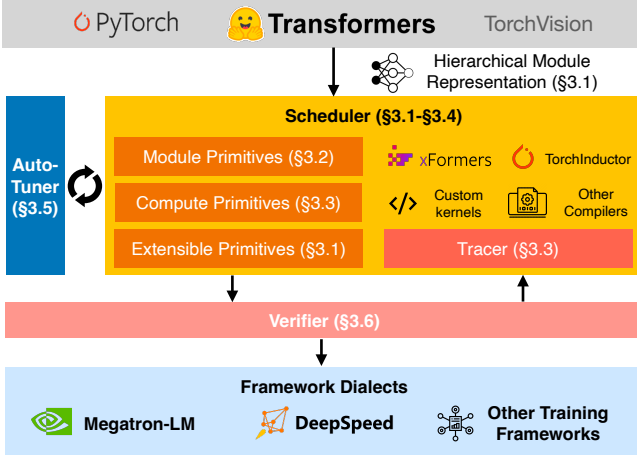 PyTorch
Transformers
TorchVision
Hierarchical Module
Representation (§3.1)
Auto-
Tuner
(§3.5)
Scheduler (§3.1-§3.4)
Module Primitives (§3.2)
Compute Primitives (§3.3)
Extensible Primitives (§3.1)
xFormers
TorchInductor
</>
Custom
kernels
Other
Compilers
Tracer (§3.3)
Verifier (§3.6)
Framework Dialects
Megatron-LM
DeepSpeed
Other Training
Frameworks